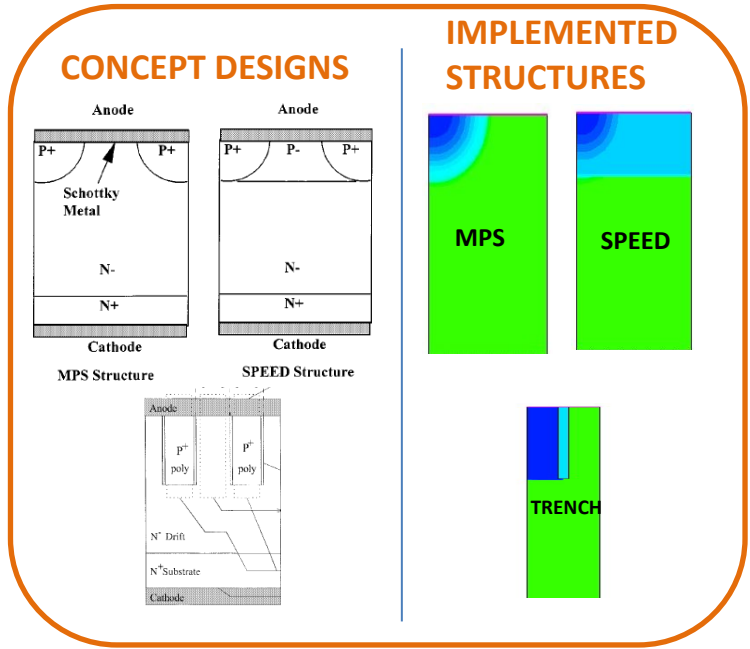 CONCEPT DESIGNS
Anode
P+
P+
Schottky
Metal
N-
N+
Cathode
MPS Structure
Anode
P+
P-
P+
N-
N+
Cathode
SPEED Structure
Anode
P+
poly
P+
poly
N- Drift
N+Substrate
Cathode
IMPLEMENTED
STRUCTURES
MPS
SPEED
TRENCH